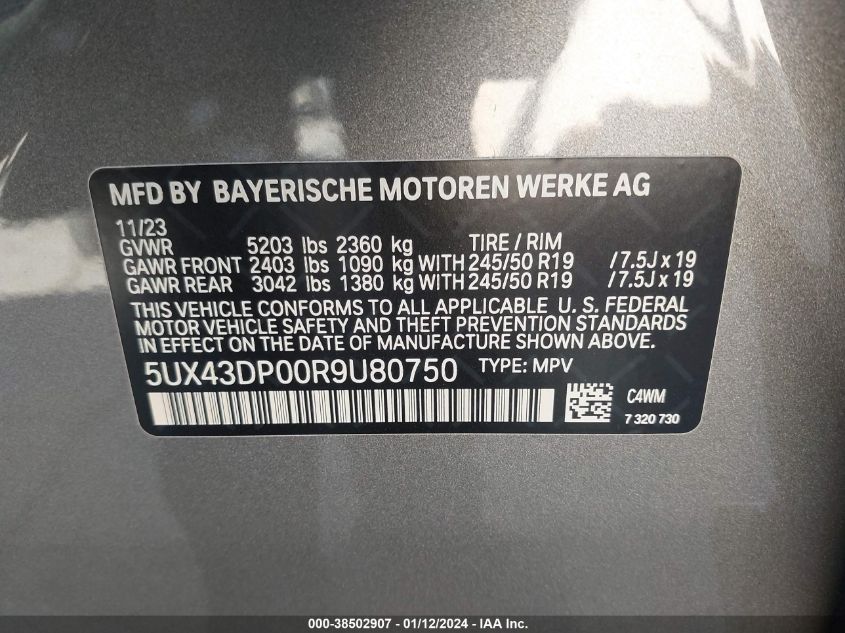 MFD BY BAYERISCHE MOTOREN WERKE AG
11/23
GVWR 5203 lbs 2360 kg TIRE / RIM
GAWR FRONT 2403 lbs 1090 kg WITH 245/50 R19 /7.5J x 19
GAWR REAR 3042 lbs 1380 kg WITH 245/50 R19 /7.5J x 19
THIS VEHICLE CONFORMS TO ALL APPLICABLE U. S. FEDERAL
MOTOR VEHICLE SAFETY AND THEFT PREVENTION STANDARDS
IN EFFECT ON THE DATE OF MANUFACTURE SHOWN ABOVE.
5UX43DP00R9U80750 TYPE: MPV
C4WM
7 320 730
000-38502907 - 01/12/2024 - IAA Inc.